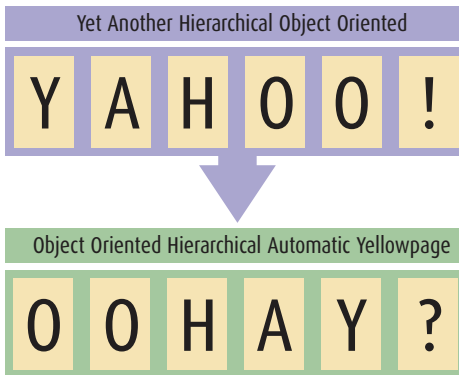 Yet Another Hierarchical Object Oriented
Y A H O O !
Object Oriented Hierarchical Automatic Yellowpage
O O H A Y ?